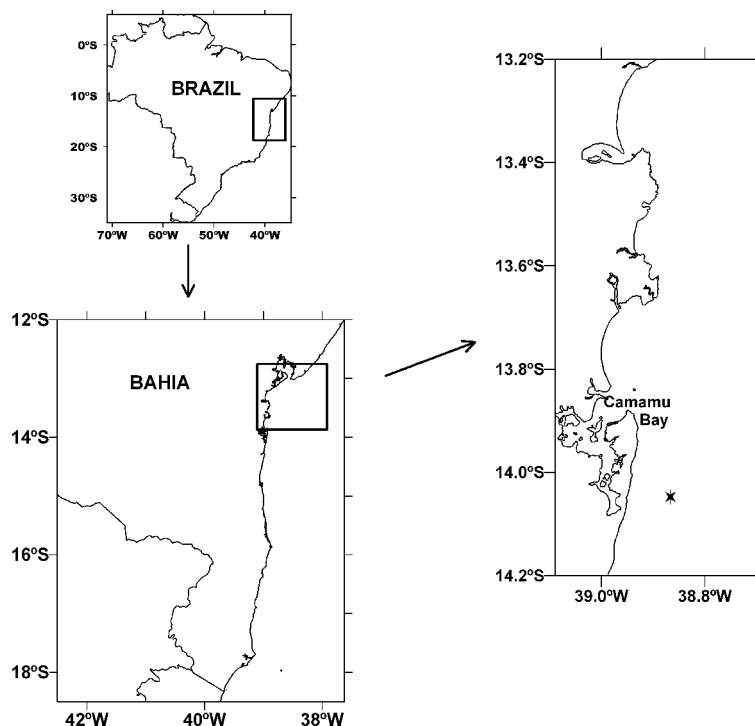 0ºS
BRAZIL
10ºS
20ºS
30ºS
70ºW 60ºW 50ºW 40ºW
12ºS
BAHIA
14ºS
16ºS
18ºS
42ºW 40ºW 38ºW
13.2ºS
13.4ºS
13.6ºS
13.8ºS
Camamu
Bay
14.0ºS
14.2ºS
39.0ºW 38.8ºW